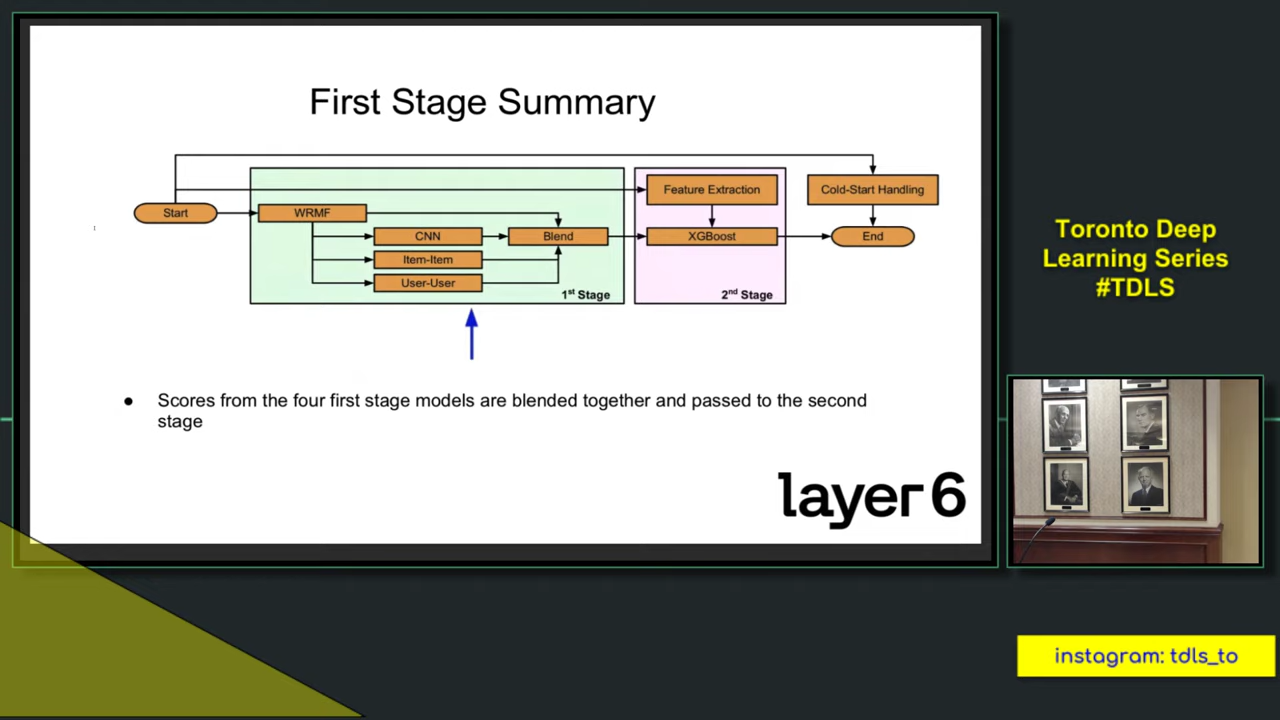 First Stage Summary
Start
WRMF
CNN
Item-Item
User-User
Blend
1st Stage
Feature Extraction
XGBoost
2nd Stage
Cold-Start Handling
End
● Scores from the four first stage models are blended together and passed to the second
stage
layer 6
Toronto Deep
Learning Series
#TDLS
instagram: tdls_to